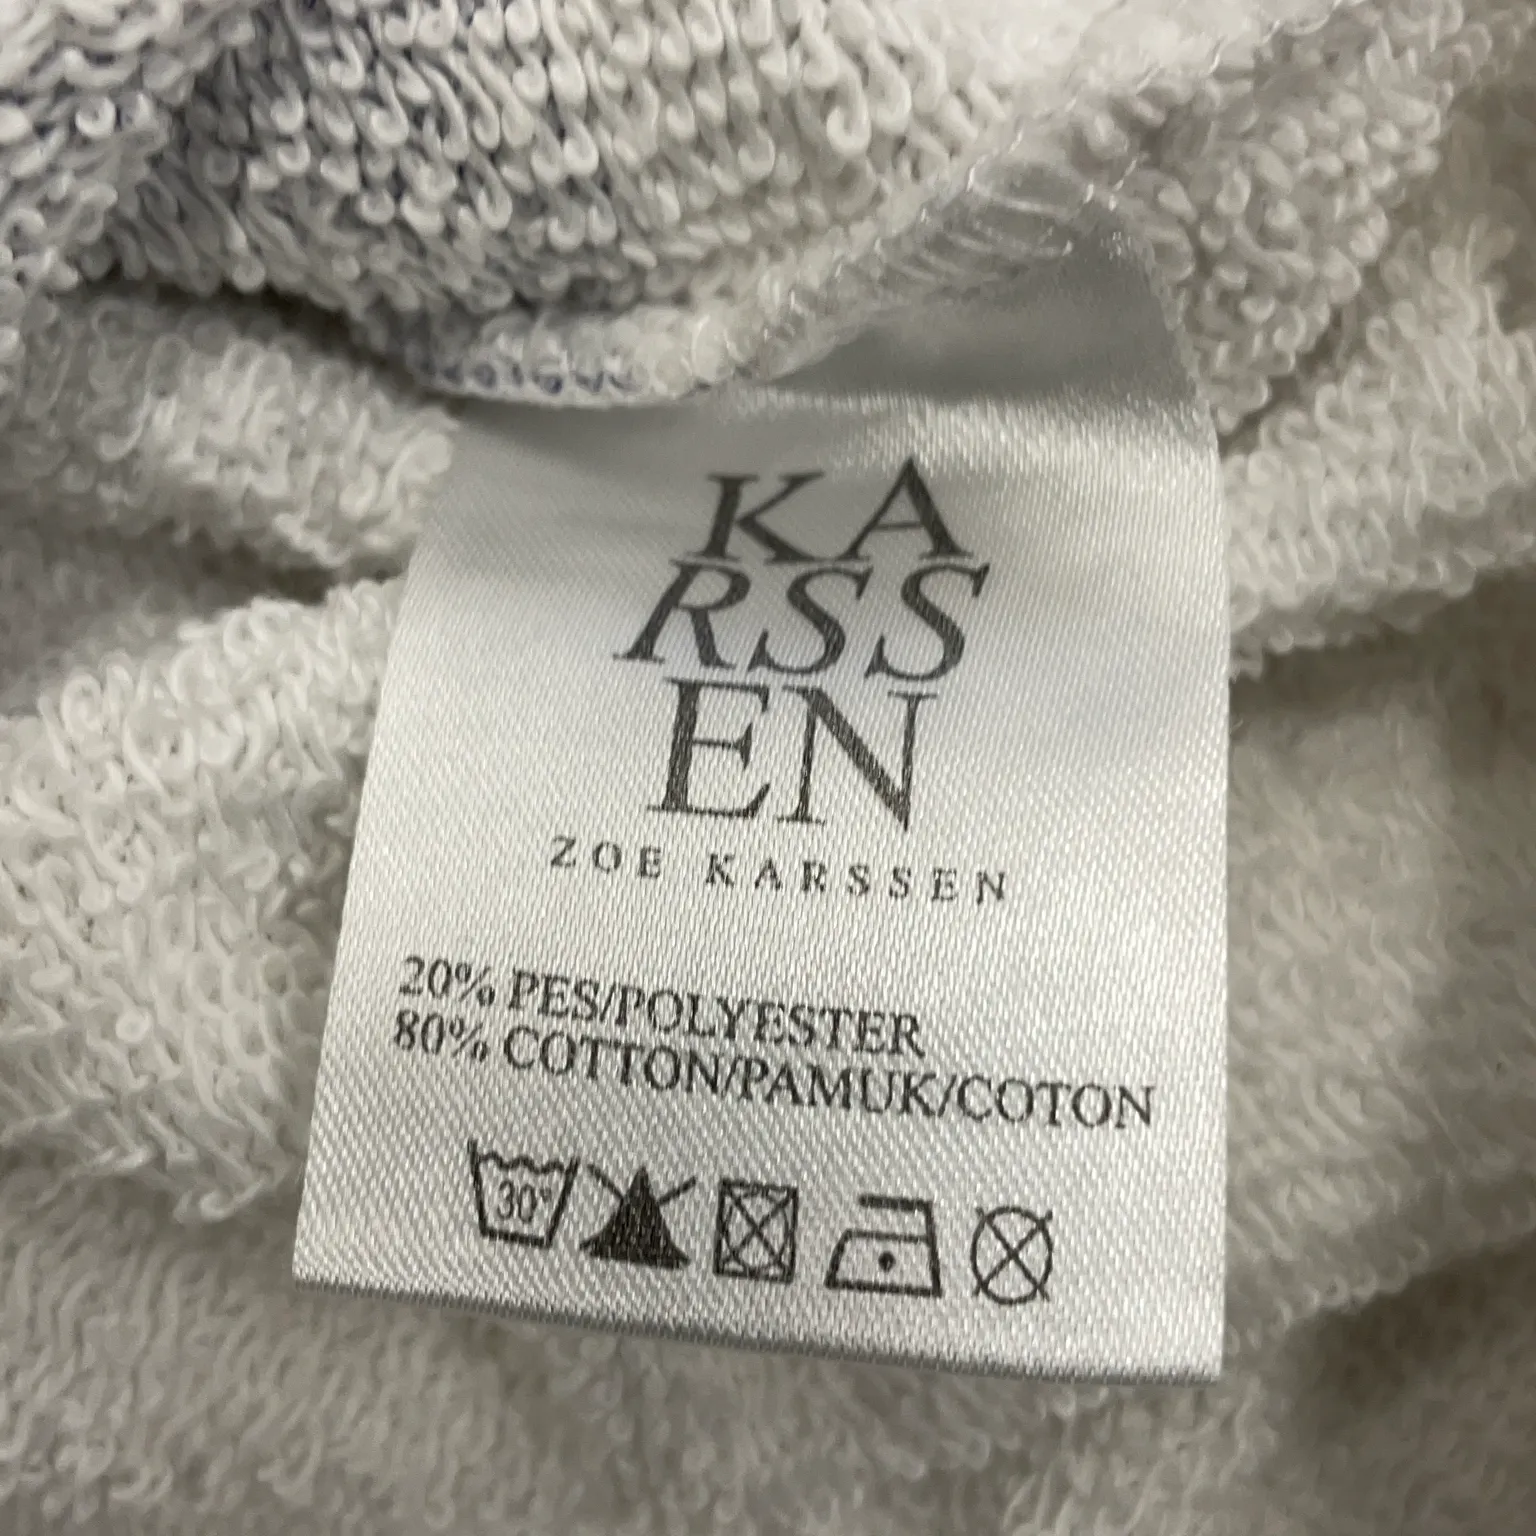 KA
RSS
EN
ZOE KARSSEN
20% PES/POLYESTER
80% COTTON/PAMUK/COTON
30°